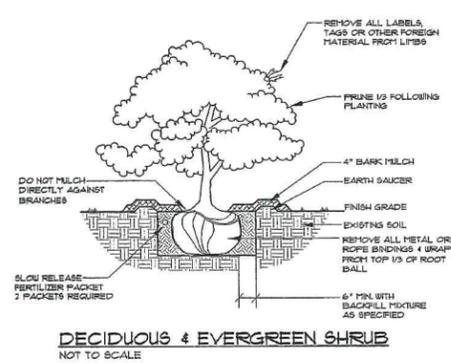 REMOVE ALL LABELS,
TAGS OR OTHER FOREIGN
MATERIAL FROM LIMBS
PRUNE 1/3 FOLLOWING
PLANTING
4" BARK MULCH
EARTH SAUCER
DO NOT MULCH
DIRECTLY AGAINST
BRANCHES
FINISH GRADE
EXISTING SOIL
REMOVE ALL METAL OR
ROPE BINDINGS & WRAP
FROM TOP 1/3 OF ROOT
BALL
SLOW RELEASE
FERTILIZER PACKET
2 PACKETS REQUIRED
6" MIN. WITH
BACKFILL MIXTURE
AS SPECIFIED
DECIDUOUS & EVERGREEN SHRUB
NOT TO SCALE